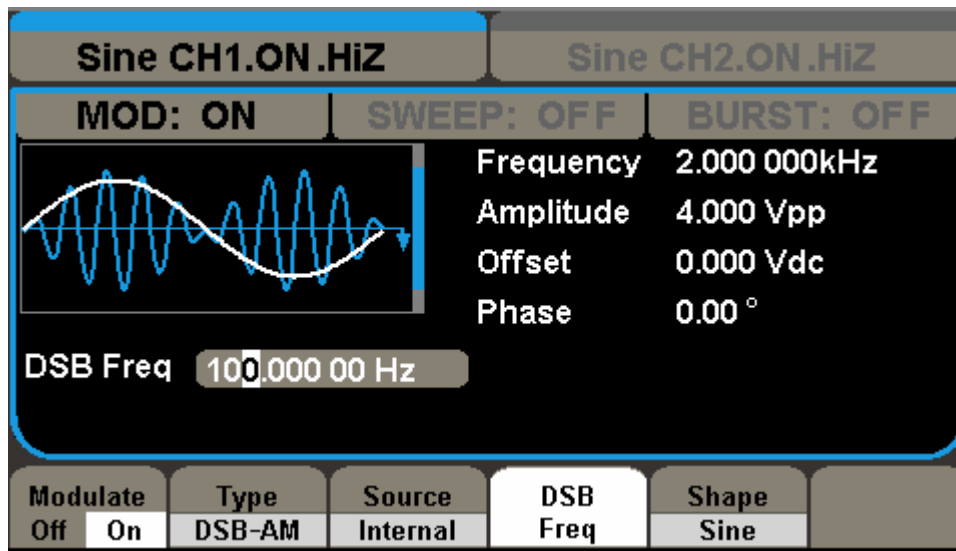 Sine CH1.ON.HiZ
Sine CH2.ON.HiZ
MOD: ON
SWEEP: OFF
BURST: OFF
Frequency 2.000 000kHz
Amplitude 4.000 Vpp
Offset 0.000 Vdc
Phase 0.00 °
DSB Freq 100.000 00 Hz
Modulate Off On
Type DSB-AM
Source Internal
DSB Freq
Shape Sine